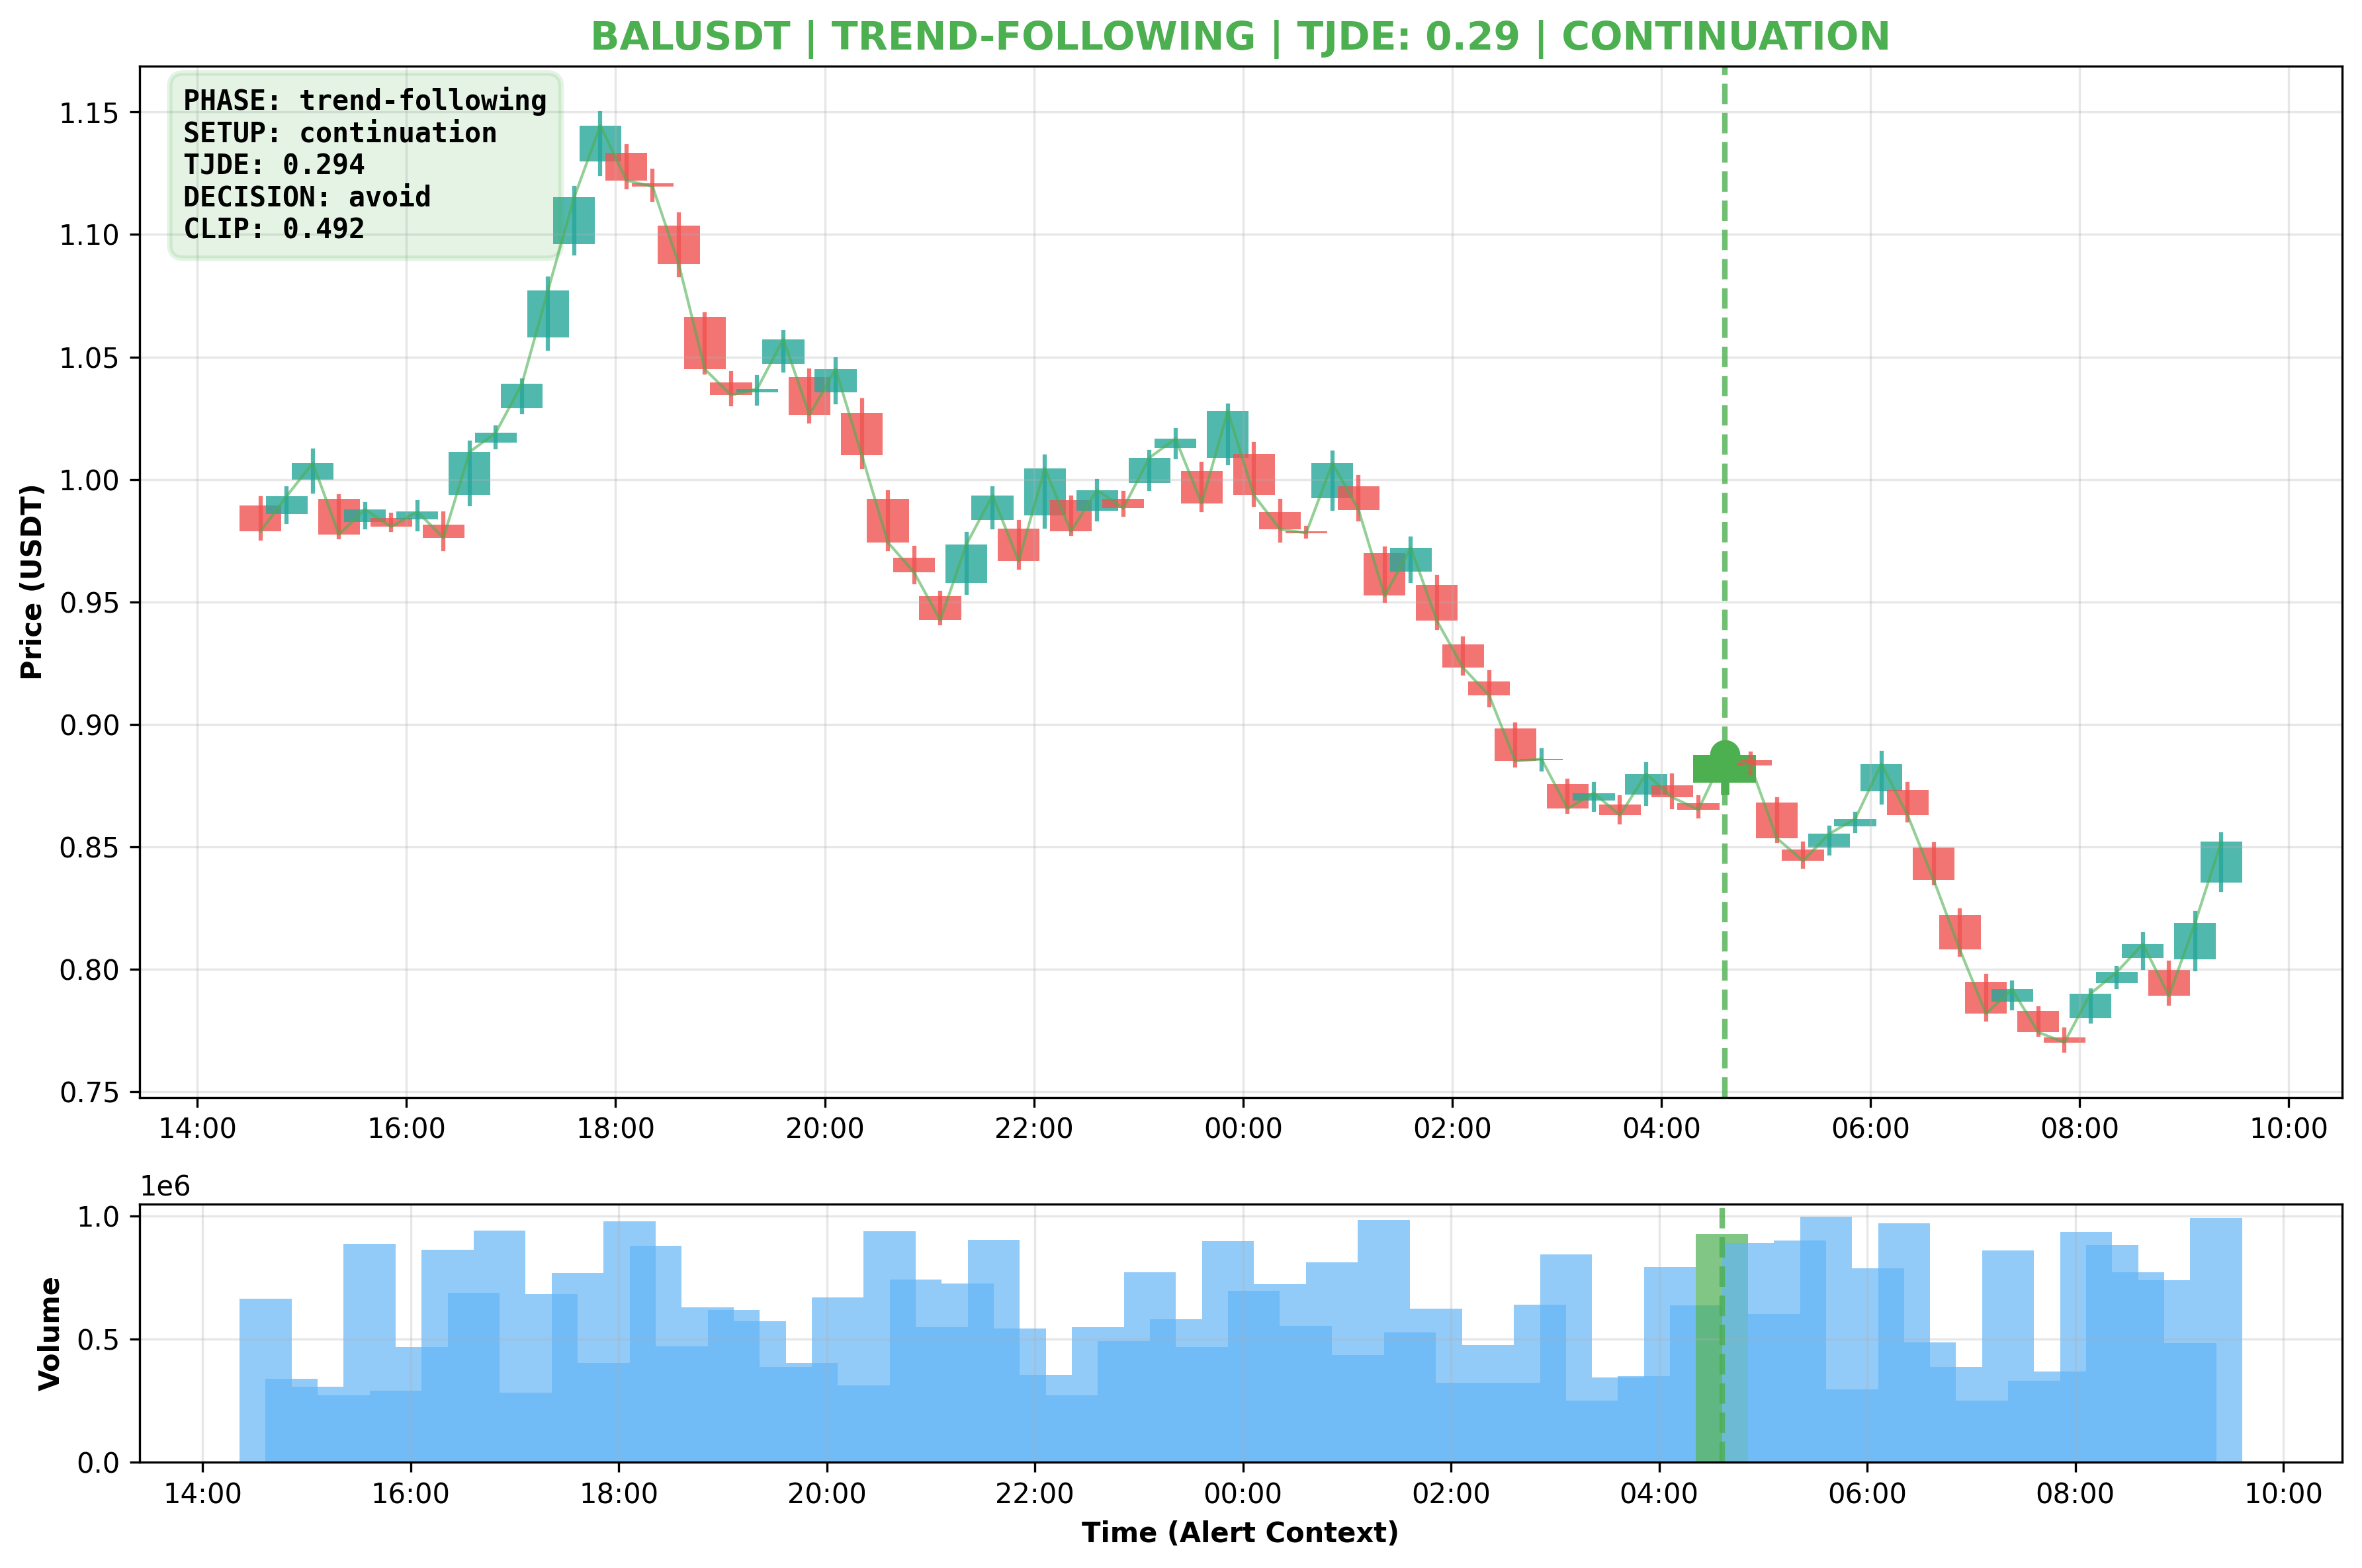 BALUSDT | TREND-FOLLOWING | TJDE: 0.29 | CONTINUATION
PHASE: trend-following
SETUP: continuation
TJDE: 0.294
DECISION: avoid
CLIP: 0.492
Price (USDT)
1.15
1.10
1.05
1.00
0.95
0.90
0.85
0.80
0.75
14:00 16:00 18:00 20:00 22:00 00:00 02:00 04:00 06:00 08:00 10:00
1e6
Volume
1.0
0.5
0.0
14:00 16:00 18:00 20:00 22:00 00:00 02:00 04:00 06:00 08:00 10:00
Time (Alert Context)